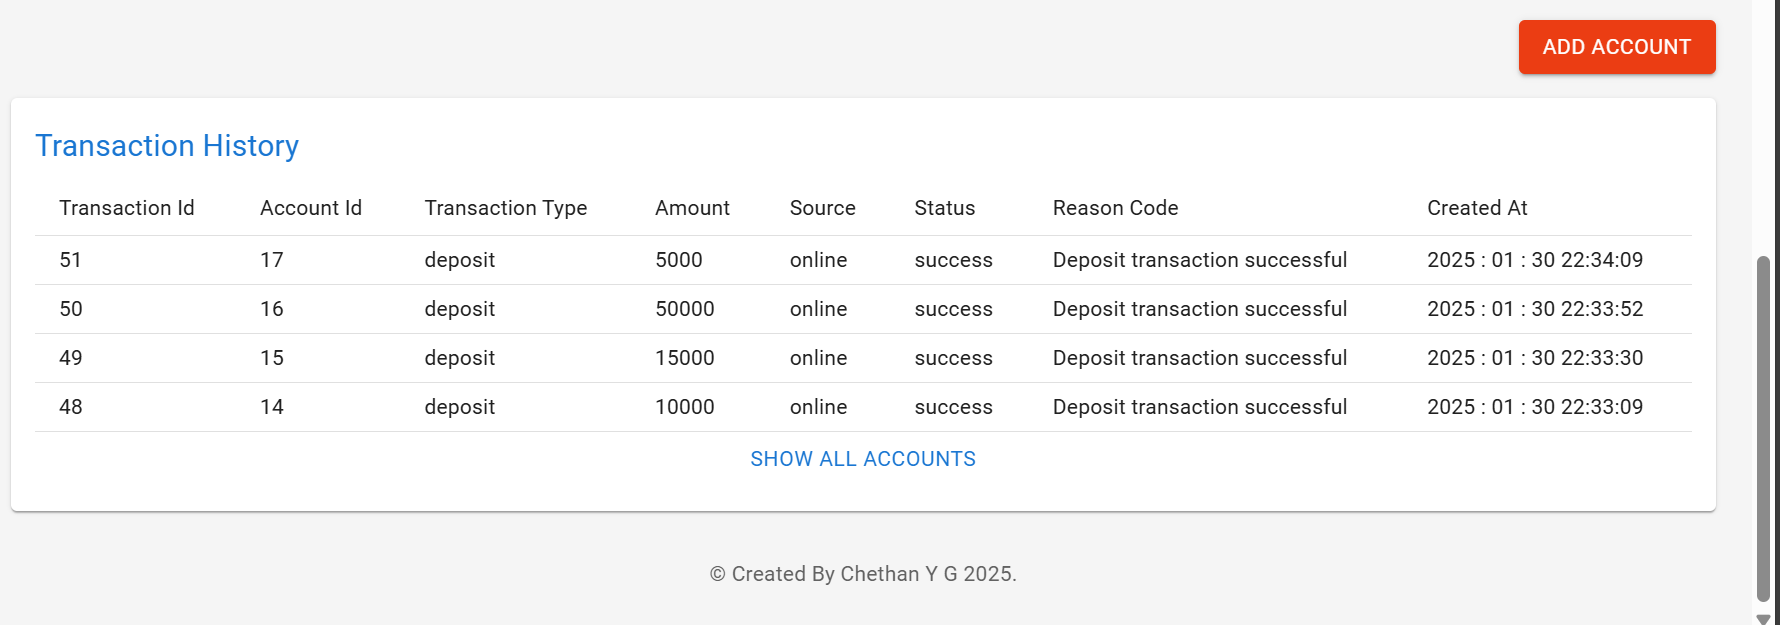 ADD ACCOUNT
Transaction History
Transaction Id Account Id Transaction Type Amount Source Status Reason Code Created At
51 17 deposit 5000 online success Deposit transaction successful 2025 : 01 : 30 22:34:09
50 16 deposit 50000 online success Deposit transaction successful 2025 : 01 : 30 22:33:52
49 15 deposit 15000 online success Deposit transaction successful 2025 : 01 : 30 22:33:30
48 14 deposit 10000 online success Deposit transaction successful 2025 : 01 : 30 22:33:09
SHOW ALL ACCOUNTS
© Created By Chethan Y G 2025.